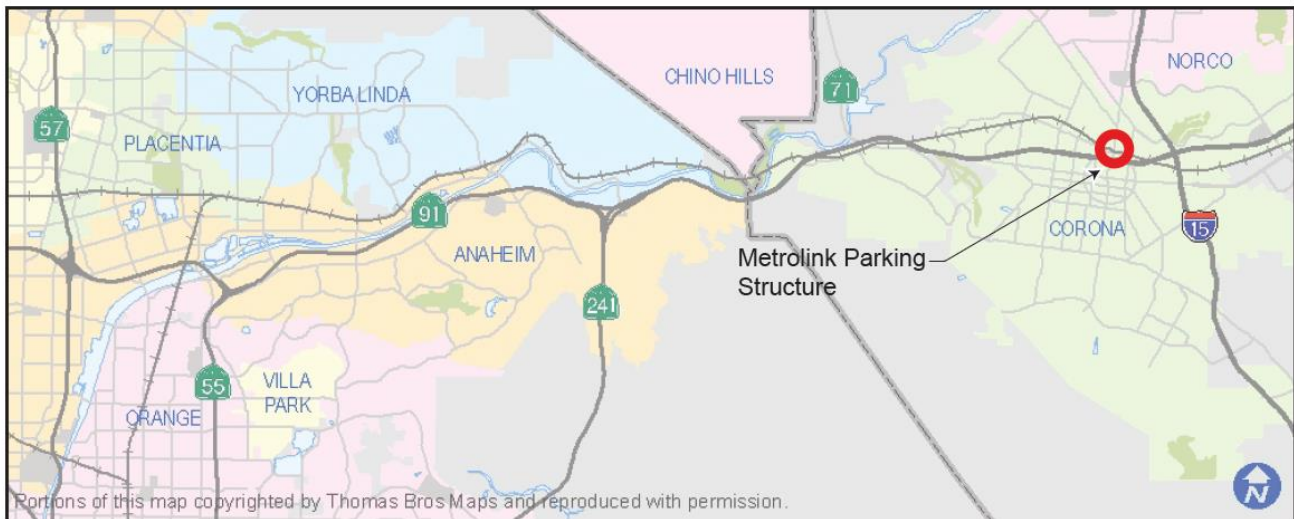 CHINO HILLS
NORCO
71
YORBA LINDA
57
PLACENTIA
91
ANAHEIM
CORONA
15
Metrolink Parking
Structure
241
55
VILLA
PARK
ORANGE
N
Portions of this map copyrighted by Thomas Bros Maps and reproduced with permission.